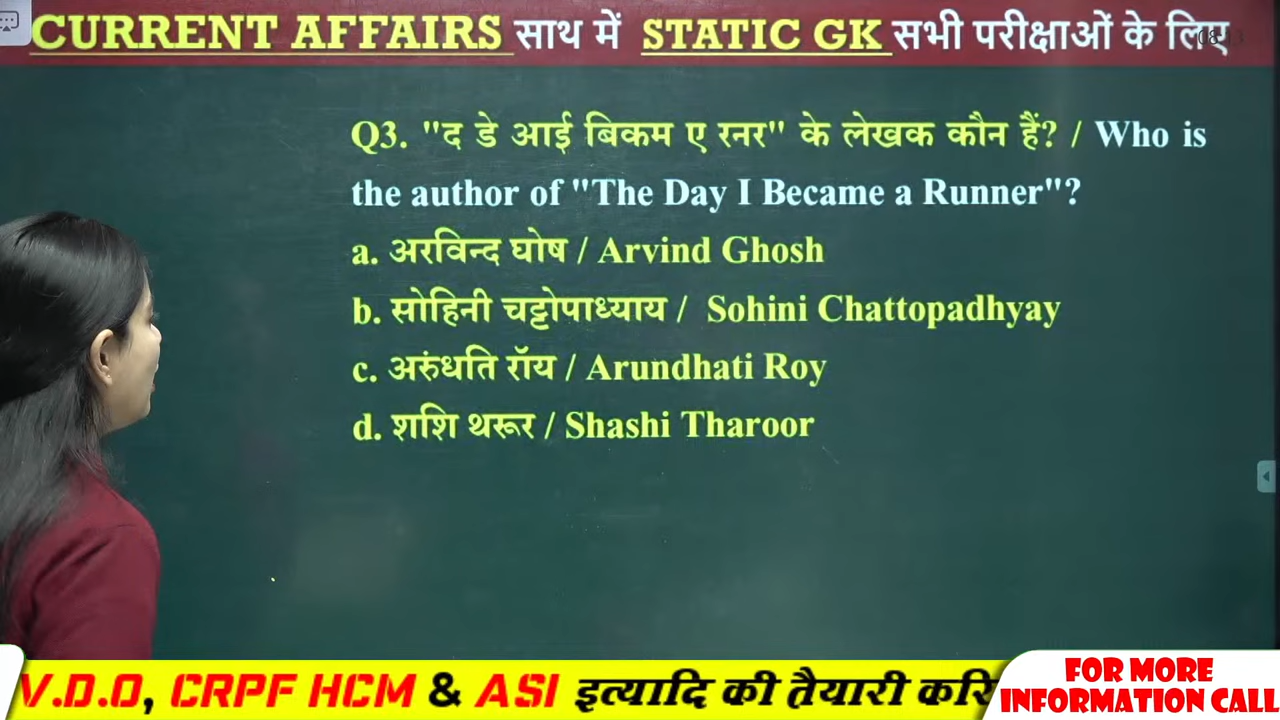 CURRENT AFFAIRS साथ में STATIC GK सभी परीक्षाओं के लिए
Q3. "द डे आई बिकम ए रनर" के लेखक कौन हैं? / Who is
the author of "The Day I Became a Runner"?
a. अरविन्द घोष / Arvind Ghosh
b. सोहिनी चट्टोपाध्याय / Sohini Chattopadhyay
c. अरुंधति रॉय / Arundhati Roy
d. शशि थरूर / Shashi Tharoor
V.D.O, CRPF HCM & ASI इत्यादि की तैयारी
FOR MORE
INFORMATION CALL